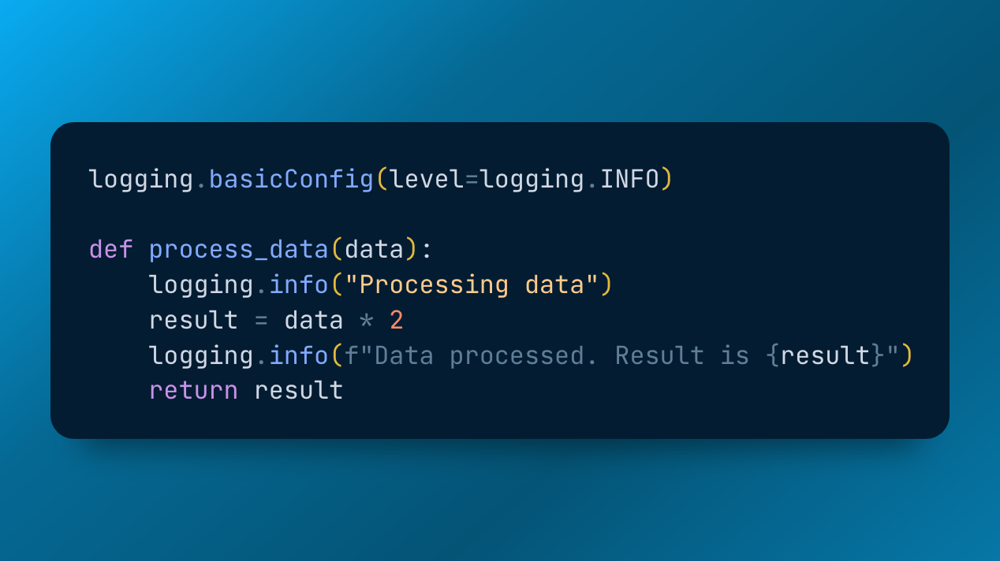 logging.basicConfig(level=logging.INFO)

def process_data(data):
    logging.info("Processing data")
    result = data * 2
    logging.info(f"Data processed. Result is {result}")
    return result